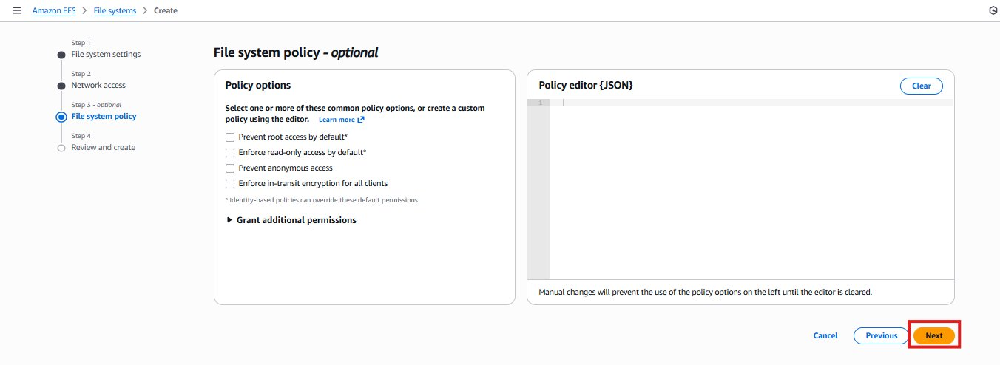 Amazon EFS > File systems > Create
Step 1
File system settings
Step 2
Network access
Step 3 - optional
File system policy
Step 4
Review and create
File system policy - optional
Policy options
Select one or more of these common policy options, or create a custom
policy using the editor. | Learn more
Prevent root access by default*
Enforce read-only access by default*
Prevent anonymous access
Enforce in-transit encryption for all clients
* Identity-based policies can override these default permissions.
Grant additional permissions
Policy editor {JSON}
Clear
1
Manual changes will prevent the use of the policy options on the left until the editor is cleared.
Cancel
Previous
Next